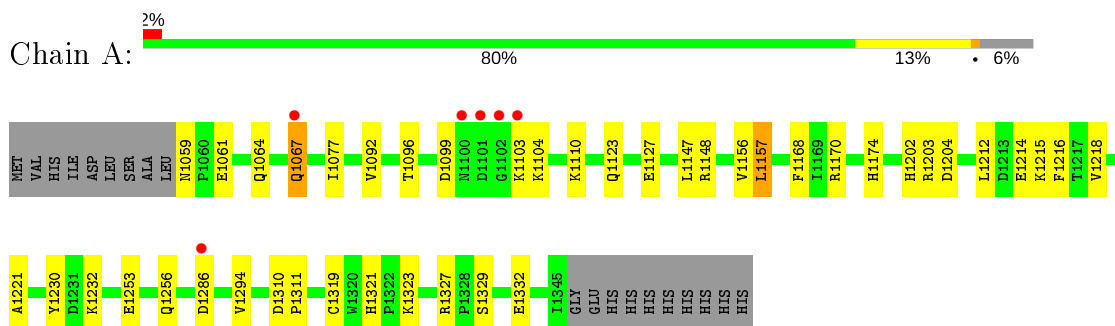 2%
Chain A:
80% 13% • 6%
MET VAL HIS ILE ASP LEU SER ALA LEU N1059 P1060 E1061 Q1064 Q1067 I1077 V1092 T1096 D1099 N1100 D1101 G1102 K1103 K1104 K1110 Q1123 E1127 L1147 R1148 V1156 L1157 F1168 I1169 R1170 H1174 H1202 R1203 D1204 L1212 D1213 E1214 K1215 F1216 T1217 V1218
A1221 Y1230 D1231 K1232 E1253 Q1256 D1286 V1294 D1310 P1311 C1319 W1320 H1321 P1322 K1323 R1327 P1328 S1329 E1332 I1345 GLY GLU HIS HIS HIS HIS HIS HIS HIS HIS